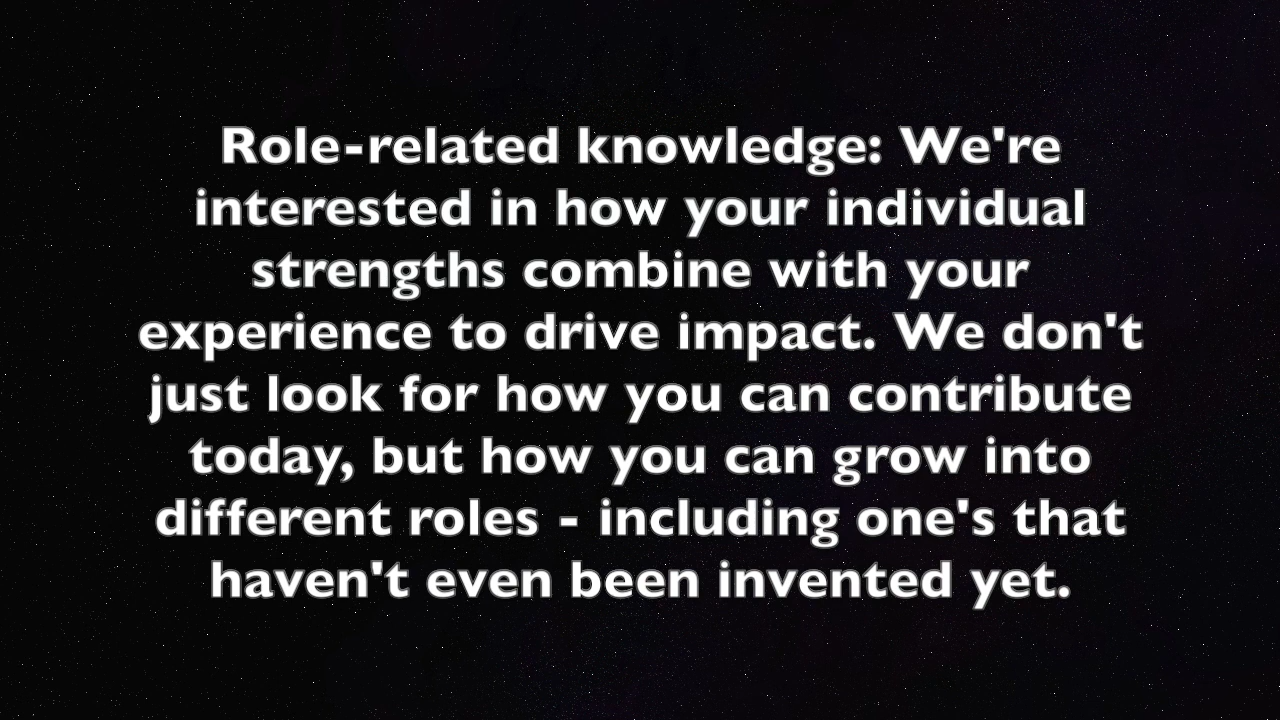 Role-related knowledge: We're
interested in how your individual
strengths combine with your
experience to drive impact. We don't
just look for how you can contribute
today, but how you can grow into
different roles - including one's that
haven't even been invented yet.